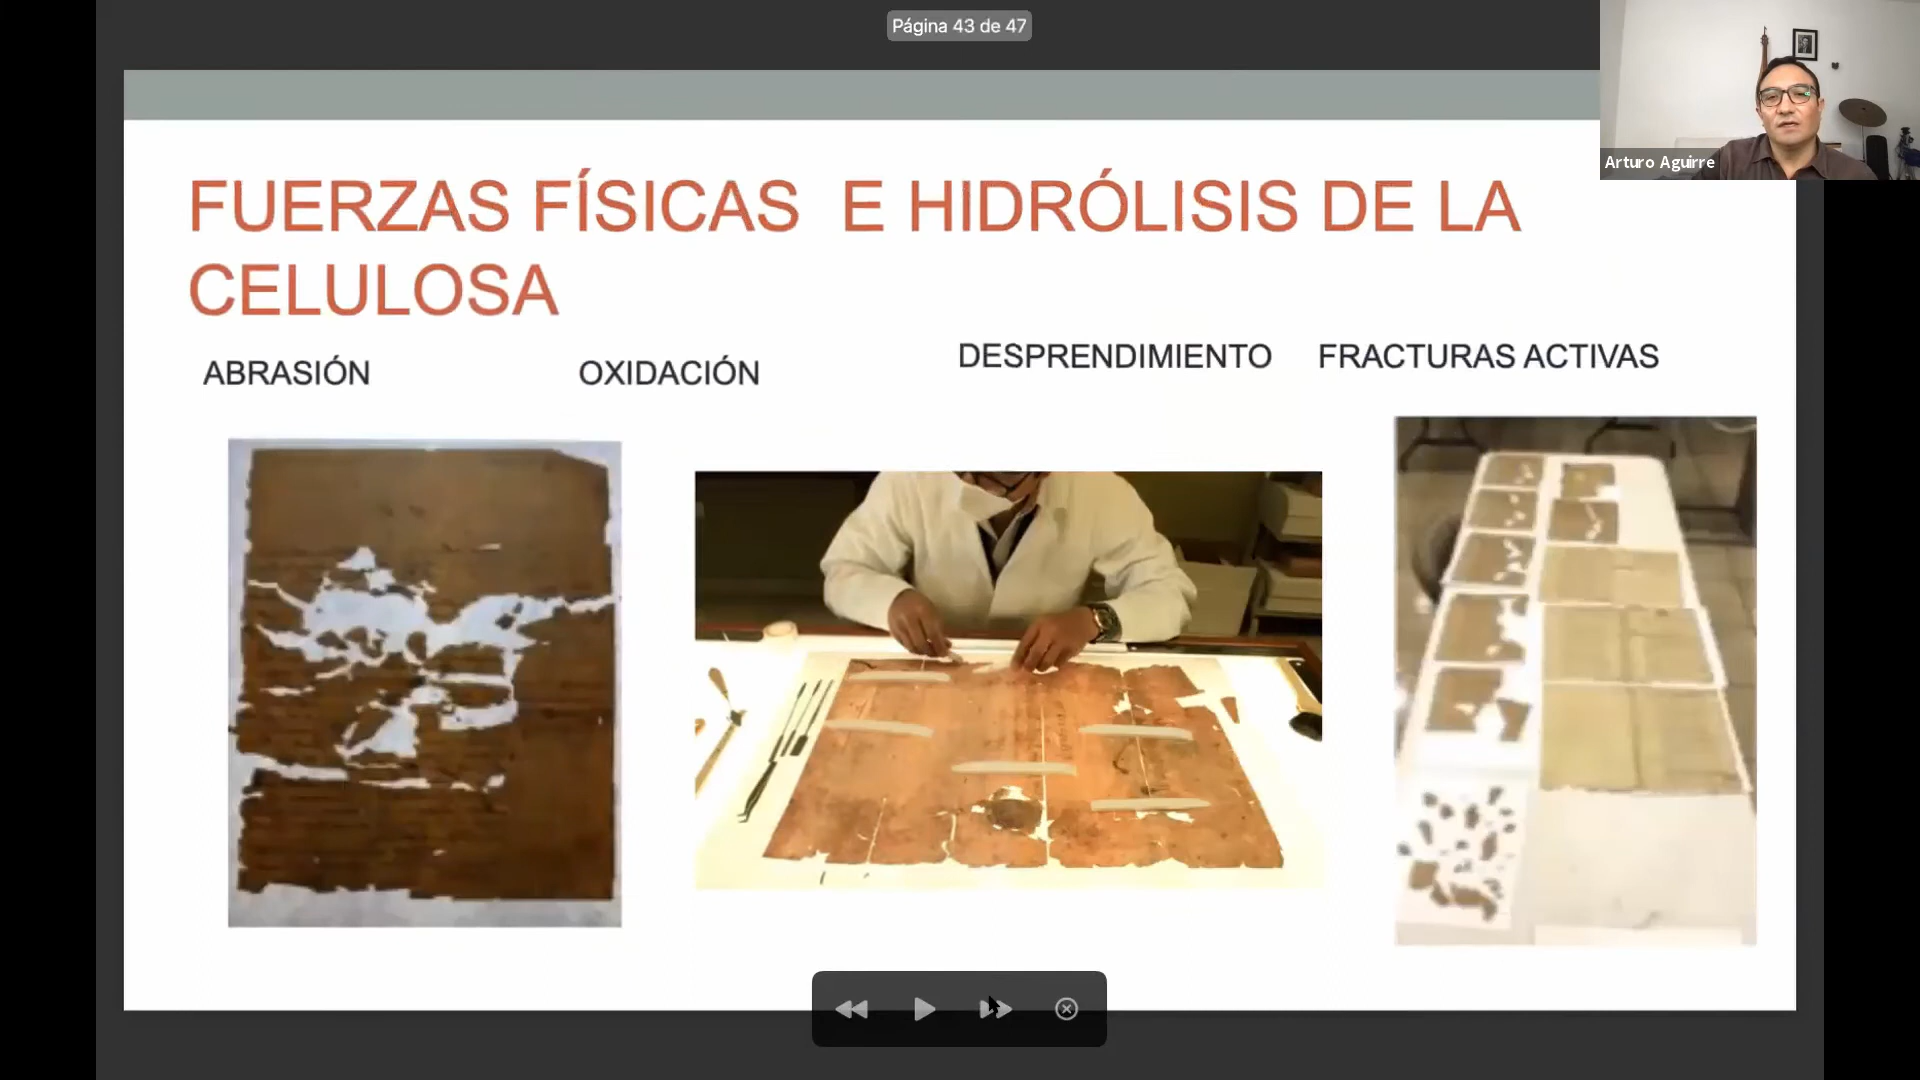 Página 43 de 47
Arturo Aguirre
FUERZAS FÍSICAS E HIDRÓLISIS DE LA
CELULOSA
ABRASIÓN
OXIDACIÓN
DESPRENDIMIENTO
FRACTURAS ACTIVAS